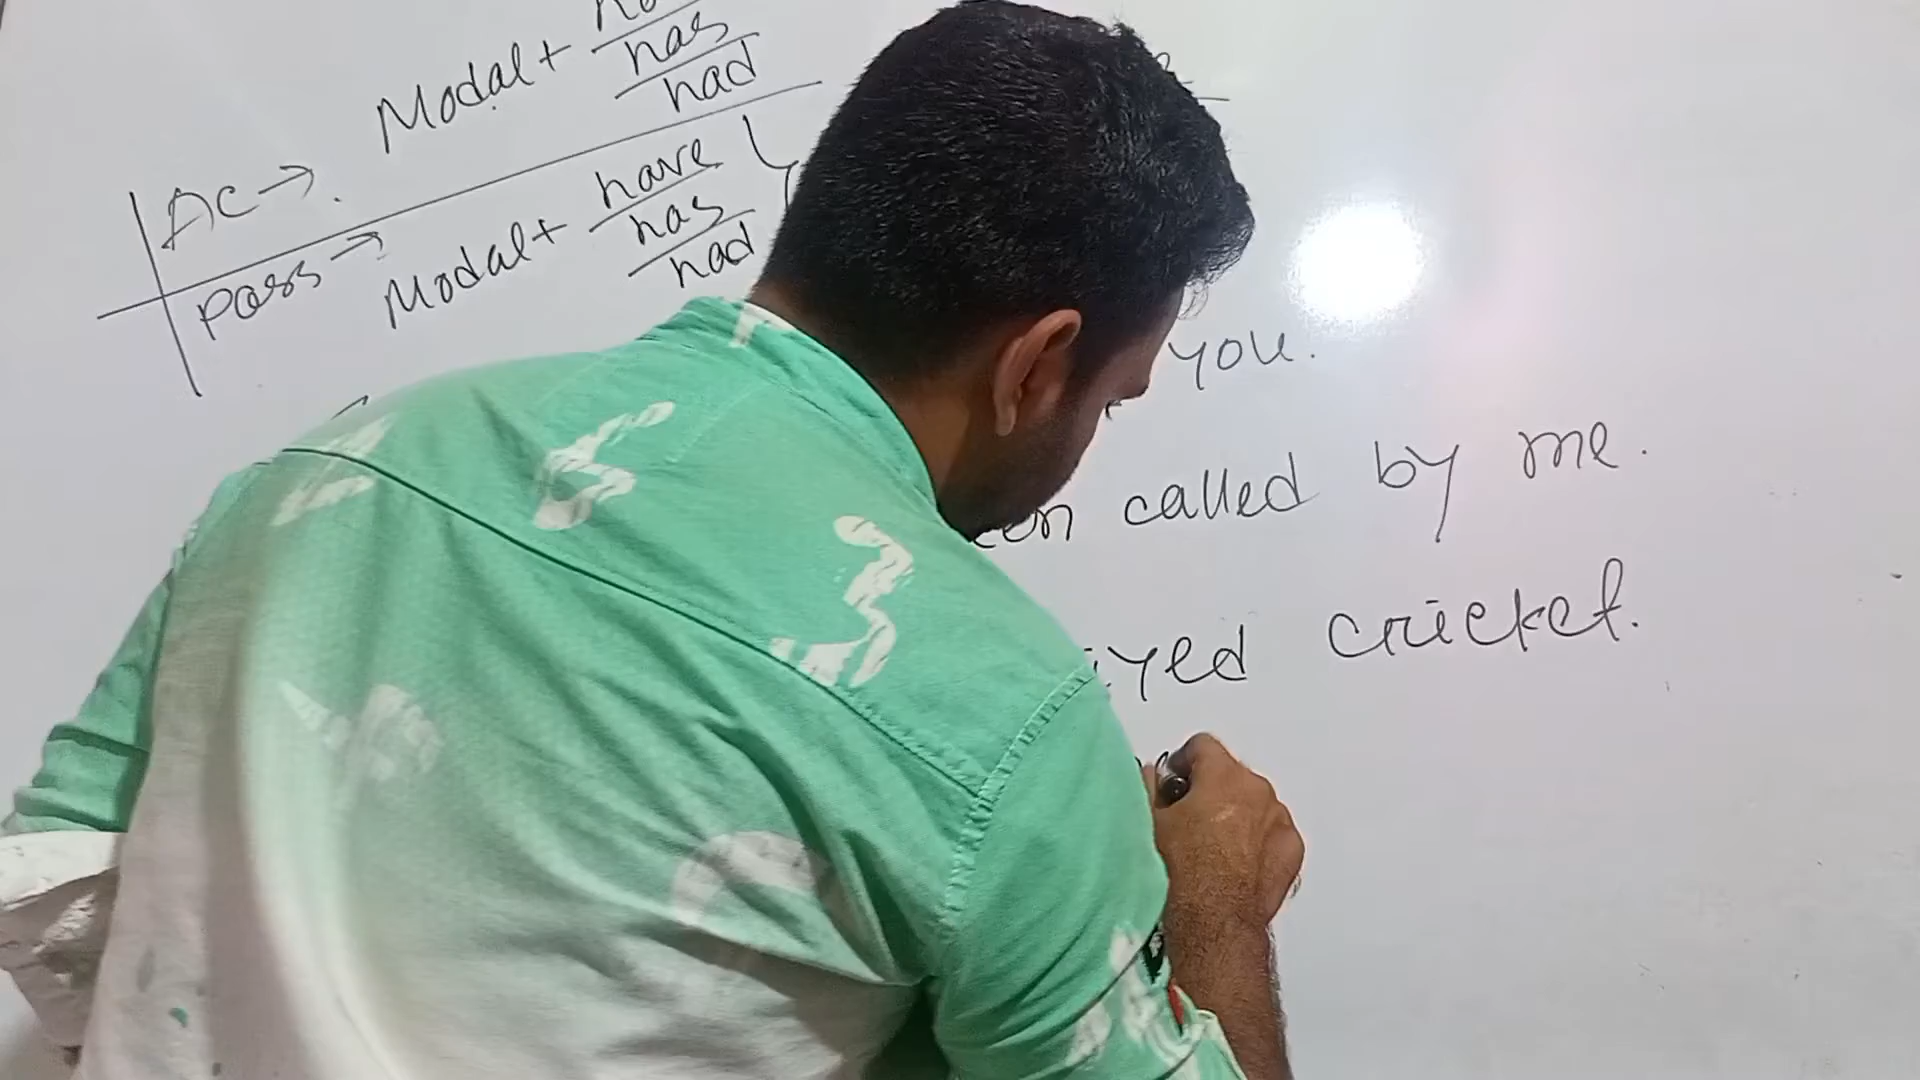 Modal + has
had
Ac →
Pass → Modal + have
has
had
you.
called by me.
cricket.